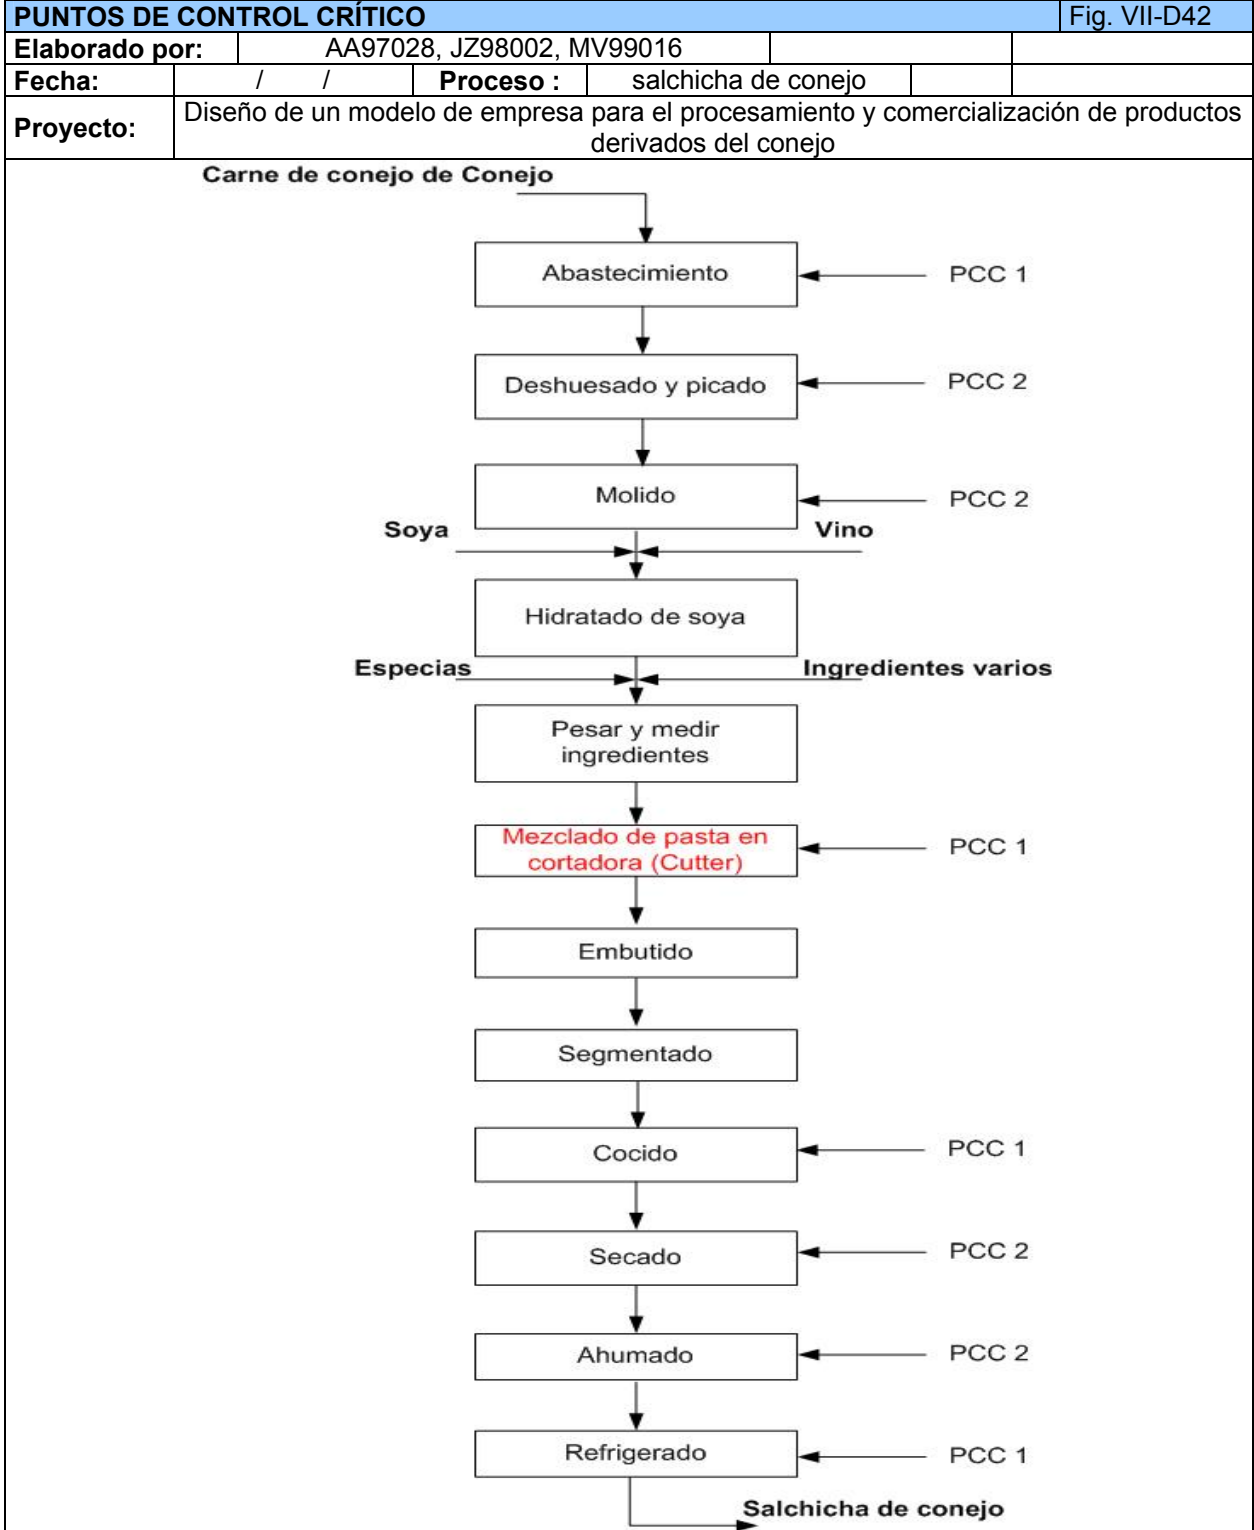 PUNTOS DE CONTROL CRÍTICO Fig. VII-D42
Elaborado por: AA97028, JZ98002, MV99016
Fecha: / / Proceso : salchicha de conejo
Proyecto: Diseño de un modelo de empresa para el procesamiento y comercialización de productos
derivados del conejo
Carne de conejo de Conejo
Abastecimiento PCC 1
Deshuesado y picado PCC 2
Molido PCC 2
Soya Vino
Hidratado de soya
Especias Ingredientes varios
Pesar y medir
ingredientes
Mezclado de pasta en
cortadora (Cutter) PCC 1
Embutido
Segmentado
Cocido PCC 1
Secado PCC 2
Ahumado PCC 2
Refrigerado PCC 1
Salchicha de conejo